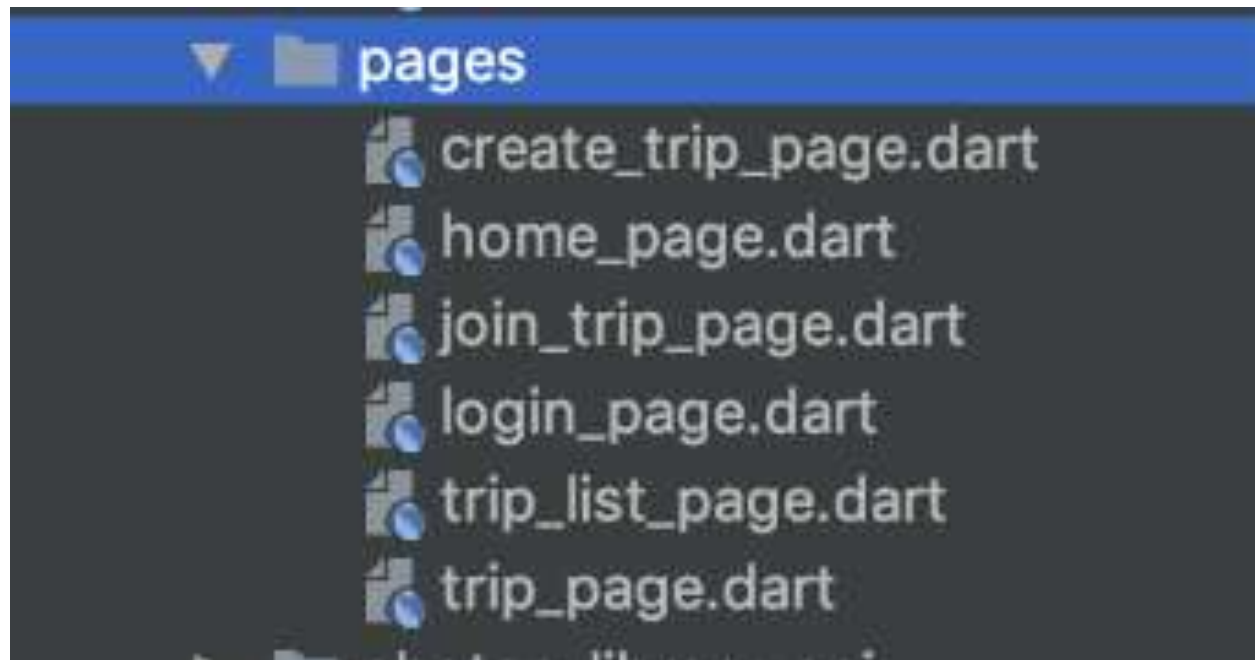 pages
create_trip_page.dart
home_page.dart
join_trip_page.dart
login_page.dart
trip_list_page.dart
trip_page.dart